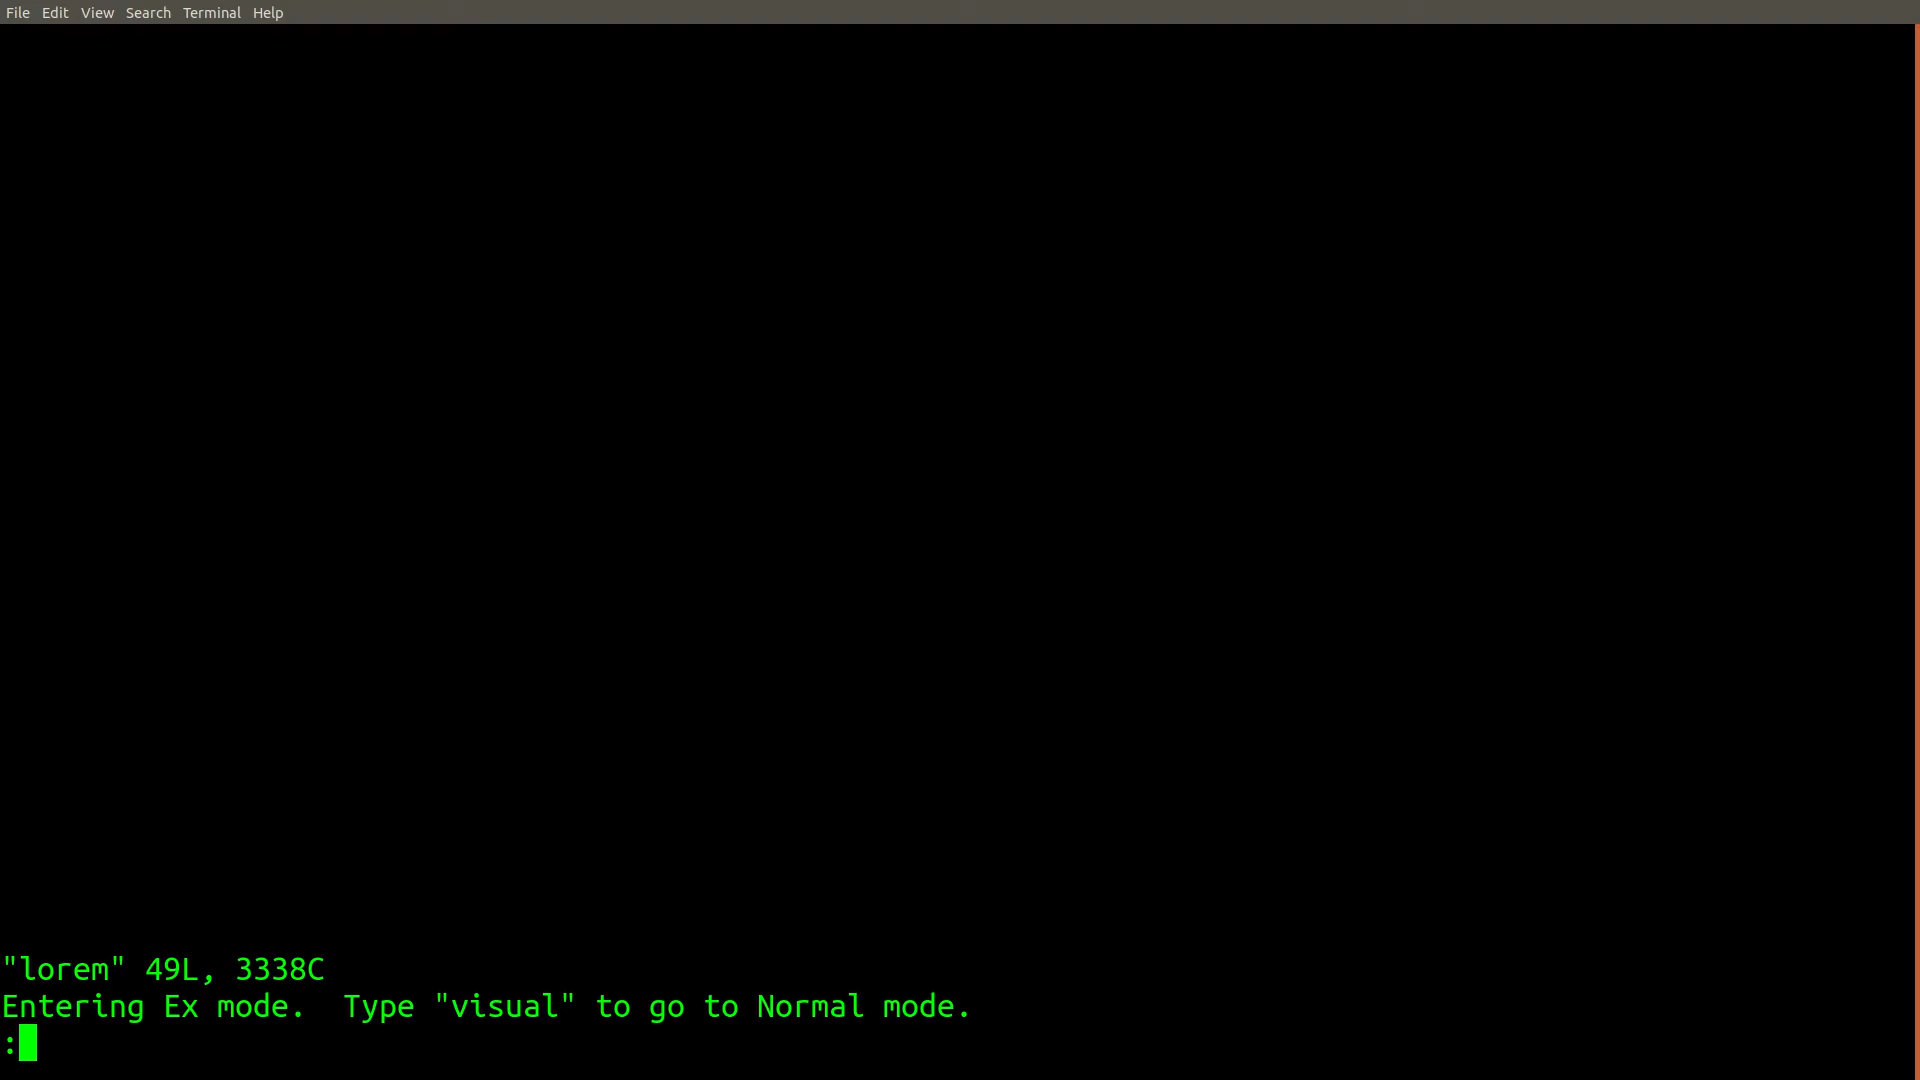 File Edit View Search Terminal Help
"lorem" 49L, 3338C
Entering Ex mode.  Type "visual" to go to Normal mode.
: